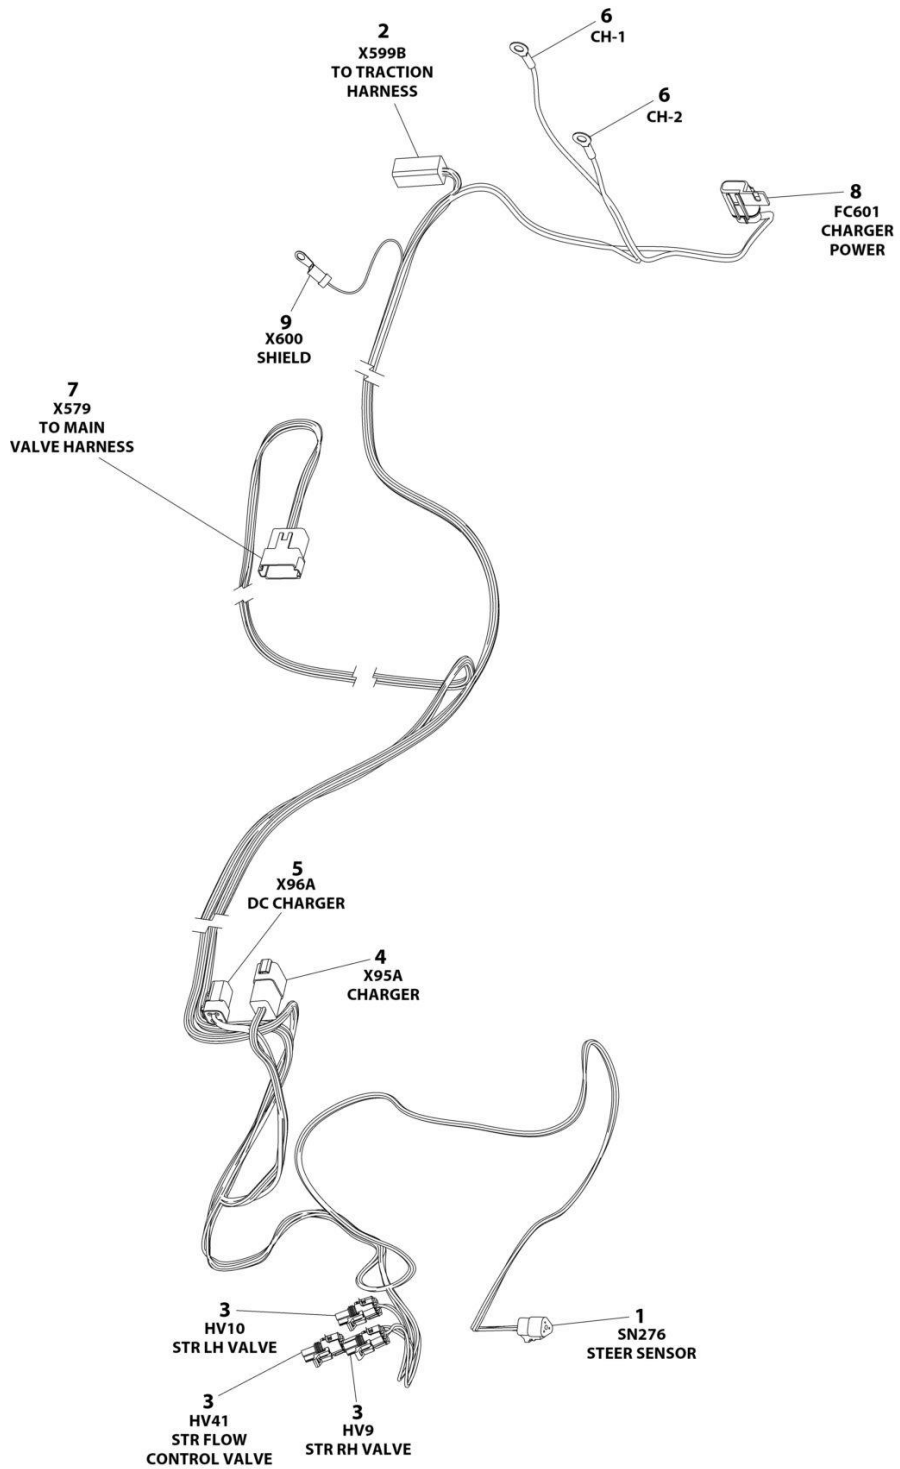 6
CH-1
2
X599B
TO TRACTION
HARNESS
6
CH-2
8
FC601
CHARGER
POWER
9
X600
SHIELD
7
X579
TO MAIN
VALVE HARNESS
5
X96A
DC CHARGER
4
X95A
CHARGER
3
HV10
STR LH VALVE
1
SN276
STEER SENSOR
3
HV41
STR FLOW
CONTROL VALVE
3
HV9
STR RH VALVE